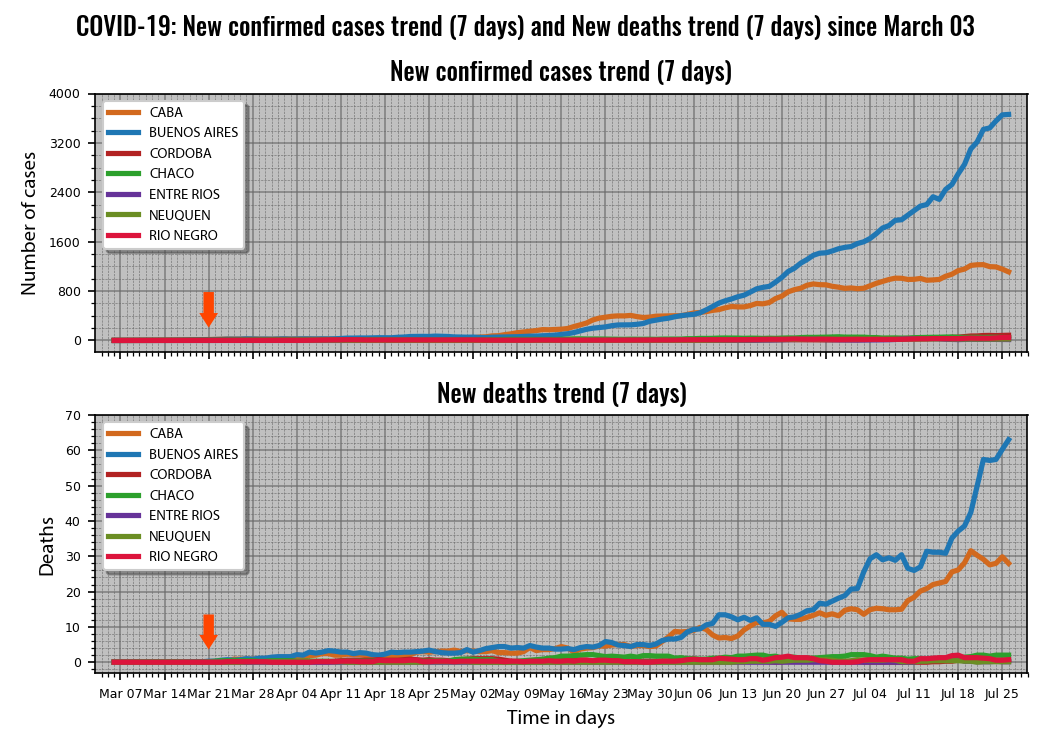 COVID-19: New confirmed cases trend (7 days) and New deaths trend (7 days) since March 03
New confirmed cases trend (7 days)
4000
3200
2400
1600
800
0
Number of cases
CABA
BUENOS AIRES
CORDOBA
CHACO
ENTRE RIOS
NEUQUEN
RIO NEGRO
New deaths trend (7 days)
70
60
50
40
30
20
10
0
Deaths
CABA
BUENOS AIRES
CORDOBA
CHACO
ENTRE RIOS
NEUQUEN
RIO NEGRO
Mar 07 Mar 14 Mar 21 Mar 28 Apr 04 Apr 11 Apr 18 Apr 25 May 02 May 09 May 16 May 23 May 30 Jun 06 Jun 13 Jun 20 Jun 27 Jul 04 Jul 11 Jul 18 Jul 25
Time in days